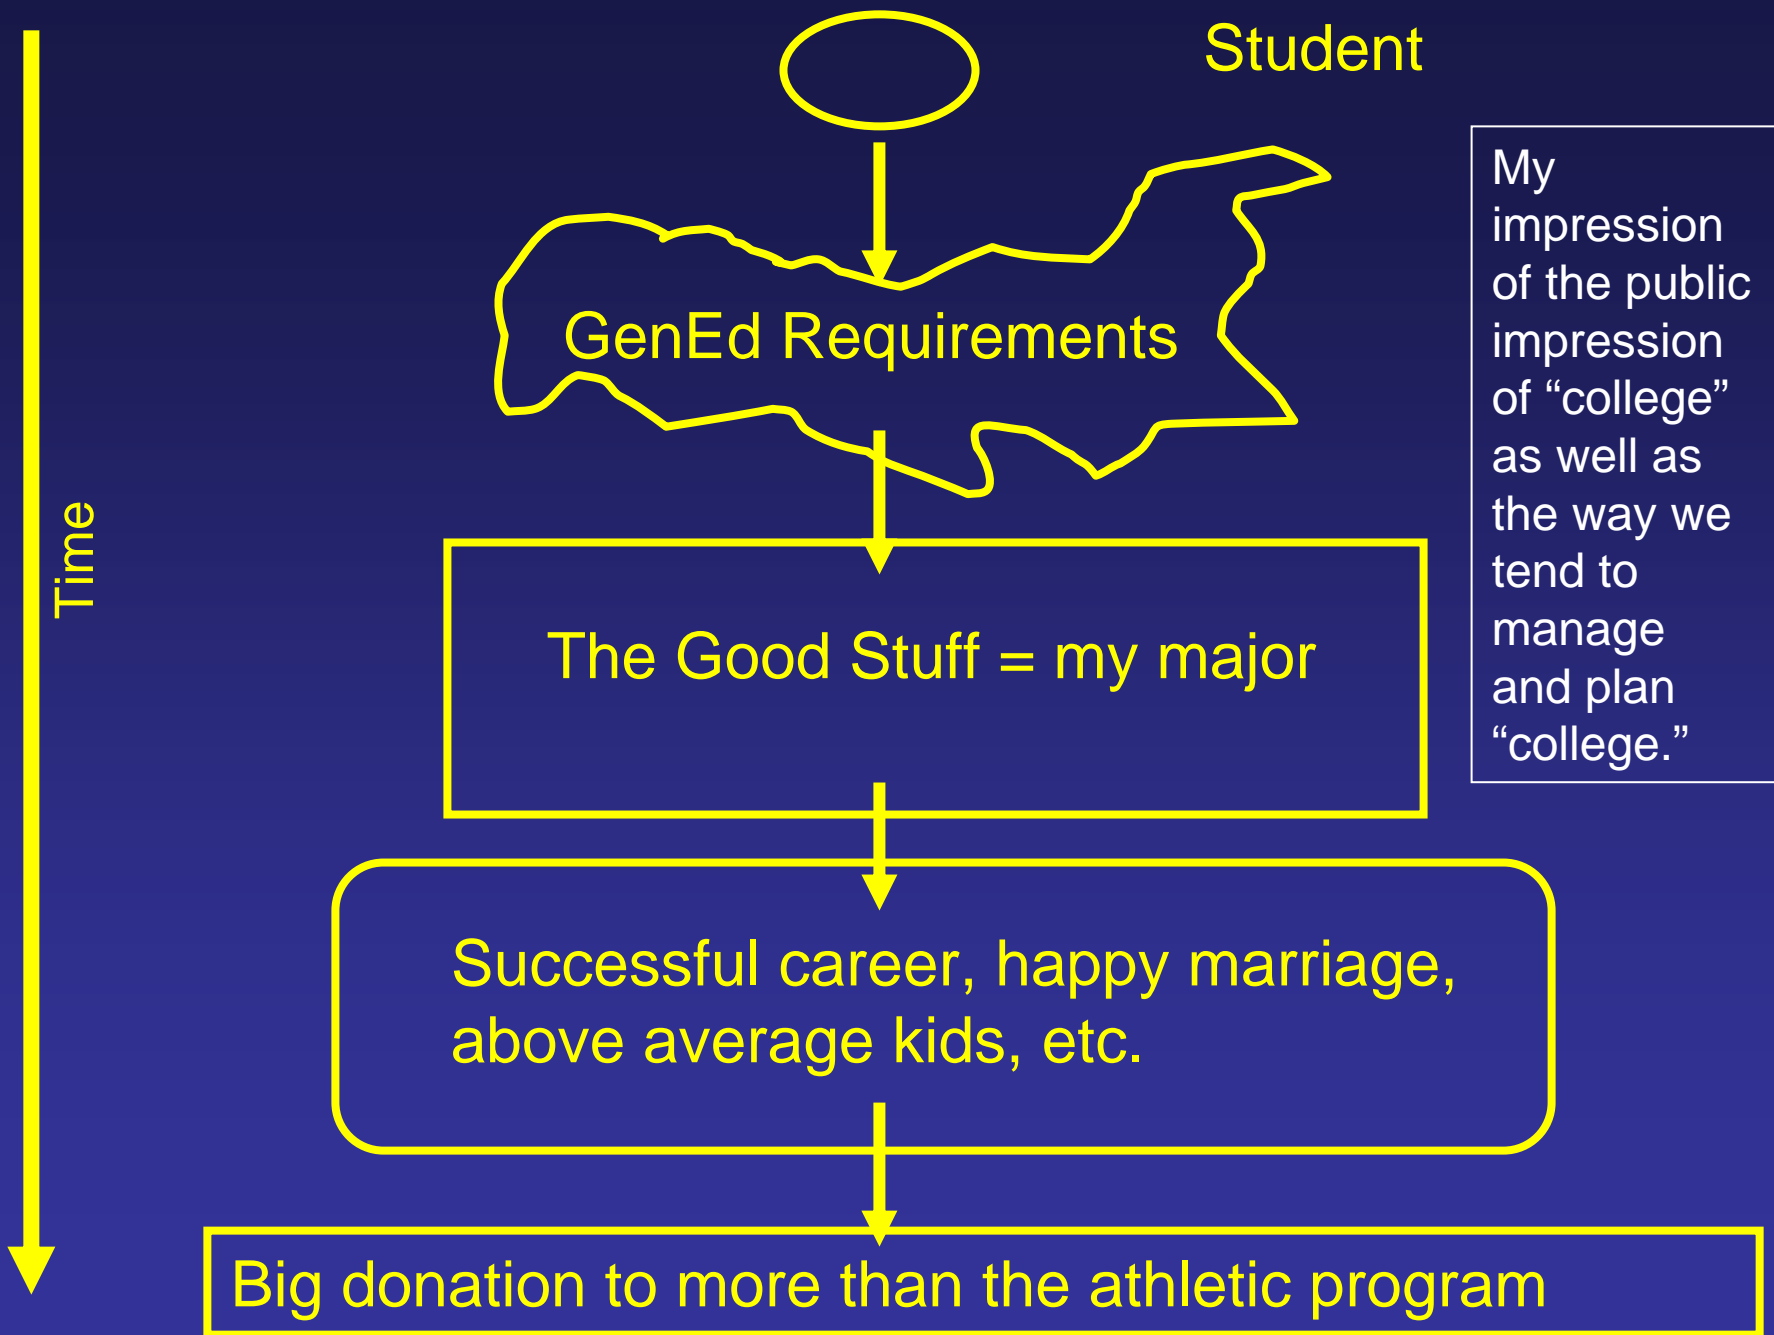 Student
My
impression
of the public
impression
of “college”
as well as
the way we
tend to
manage
and plan
“college.”
GenEd Requirements
Time
The Good Stuff = my major
Successful career, happy marriage,
above average kids, etc.
Big donation to more than the athletic program